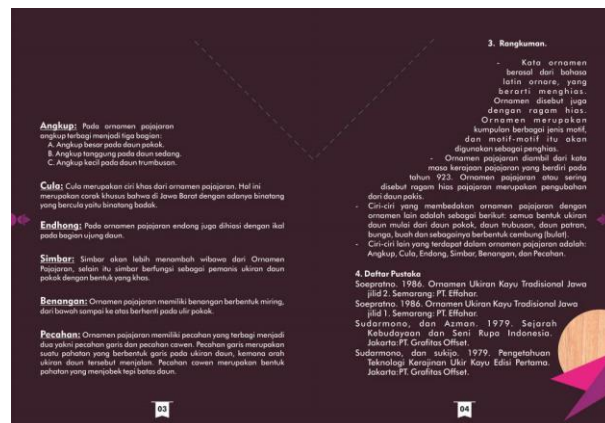 Angkup: Pada ornamen pajajaran
angkup terbagi menjadi tiga bagian:
A. Angkup besar pada daun pokok.
B. Angkup tanggung pada daun sedang.
C. Angkup kecil pada daun trumbusan.
Cula: Cula merupakan ciri khas dari ornamen pajajaran. Hal ini
merupakan corak khusus bahwa di Jawa Barat dengan adanya binatang
yang bercula yaitu binatang badak.
Endhong: Pada ornamen pajajaran endong juga dihiasi dengan ikal
pada bagian ujung daun.
Simbar: Simbar akan lebih menambah wibawa dari Ornamen
Pajajaran, selain itu simbar berfungsi sebagai pemanis ukiran daun
pokok dengan bentuk yang khas.
Benangan: Ornamen pajajaran memiliki benangan berbentuk miring,
dari bawah sampai ke atas berhenti pada ulir pokok.
Pecahan: Ornamen pajajaran memiliki pecahan yang terbagi menjadi
dua yakni pecahan garis dan pecahan cawen. Pecahan garis merupakan
suatu pahatan yang berbentuk garis pada ukiran daun, kemana arah
ukiran daun tersebut menjalan. Pecahan cawen merupakan bentuk
pahatan yang menjobek tepi batas daun.
03
3. Rangkuman.
- Kata ornamen
berasal dari bahasa
latin ornare, yang
berarti menghias.
Ornamen disebut juga
dengan ragam hias.
Ornamen merupakan
kumpulan berbagai jenis motif,
dan motif-motif itu akan
digunakan sebagai penghias.
- Ornamen pajajaran diambil dari kata
masa kerajaan pajajaran yang berdiri pada
tahun 923. Ornamen pajajaran atau sering
disebut ragam hias pajajaran merupakan pengubahan
dari daun pakis.
- Ciri-ciri yang membedakan ornamen pajajaran dengan
ornamen lain adalah sebagai berikut: semua bentuk ukiran
daun mulai dari daun pokok, daun trubusan, daun patran,
bunga, buah dan sebagainya berbentuk cembung (bulat).
- Ciri-ciri lain yang terdapat dalam ornamen pajajaran adalah:
Angkup, Cula, Endong, Simbar, Benangan, dan Pecahan.
4. Daftar Pustaka
Soepratno. 1986. Ornamen Ukiran Kayu Tradisional Jawa
jilid 2. Semarang: PT. Effahar.
Soepratno. 1986. Ornamen Ukiran Kayu Tradisional Jawa
jilid 1. Semarang: PT. Effahar.
Sudarmono, dan Azman. 1979. Sejarah
Kebudayaan dan Seni Rupa Indonesia.
Jakarta:PT. Grafitas Offset.
Sudarmono, dan sukijo. 1979. Pengetahuan
Teknologi Kerajinan Ukir Kayu Edisi Pertama.
Jakarta:PT. Grafitas Offset.
04